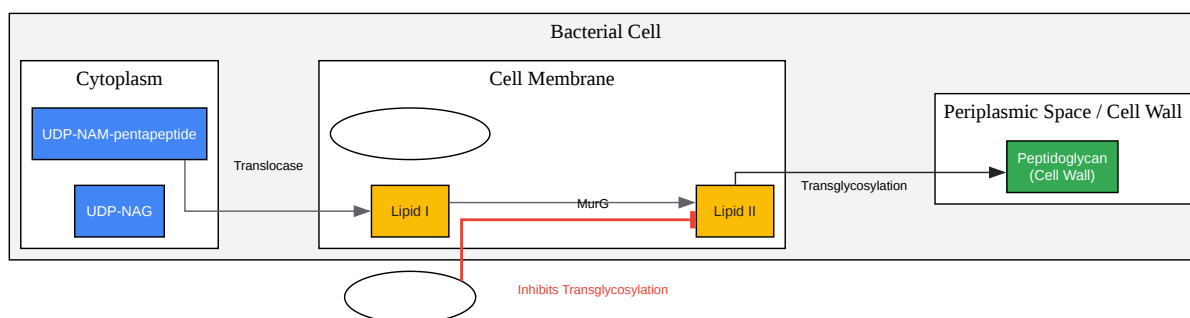 Bacterial Cell
Cytoplasm
UDP-NAM-pentapeptide
UDP-NAG
Translocase
Cell Membrane
Lipid I
MurG
Lipid II
Transglycosylation
Periplasmic Space / Cell Wall
Peptidoglycan
(Cell Wall)
Inhibits Transglycosylation